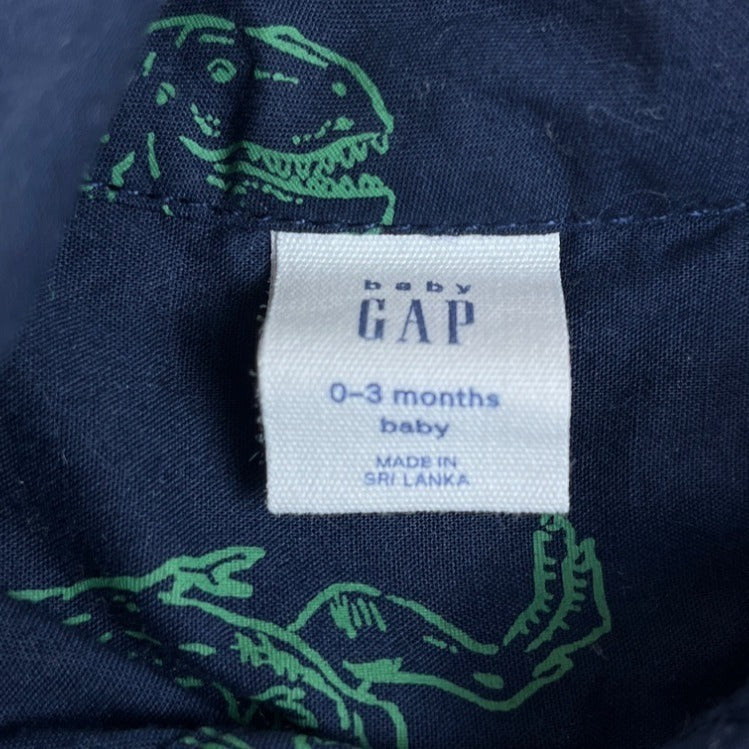 baby
GAP
0-3 months
baby
MADE IN
SRI LANKA